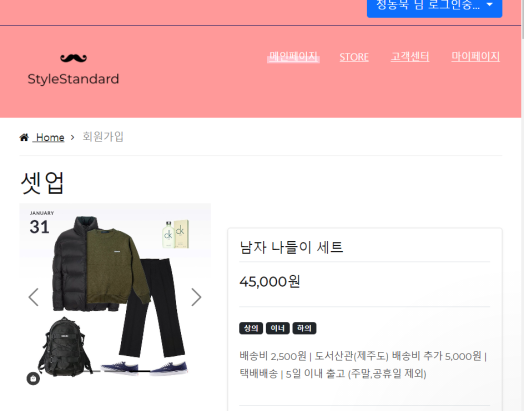 정동욱 님 로그인중...
StyleStandard
메인페이지 STORE 고객센터 마이페이지
Home > 회원가입
셋업
JANUARY
31
ck
ck
남자 나들이 세트
45,000원
상의 이너 하의
배송비 2,500원 | 도서산관(제주도) 배송비 추가 5,000원 |
택배배송 | 5일 이내 출고 (주말,공휴일 제외)